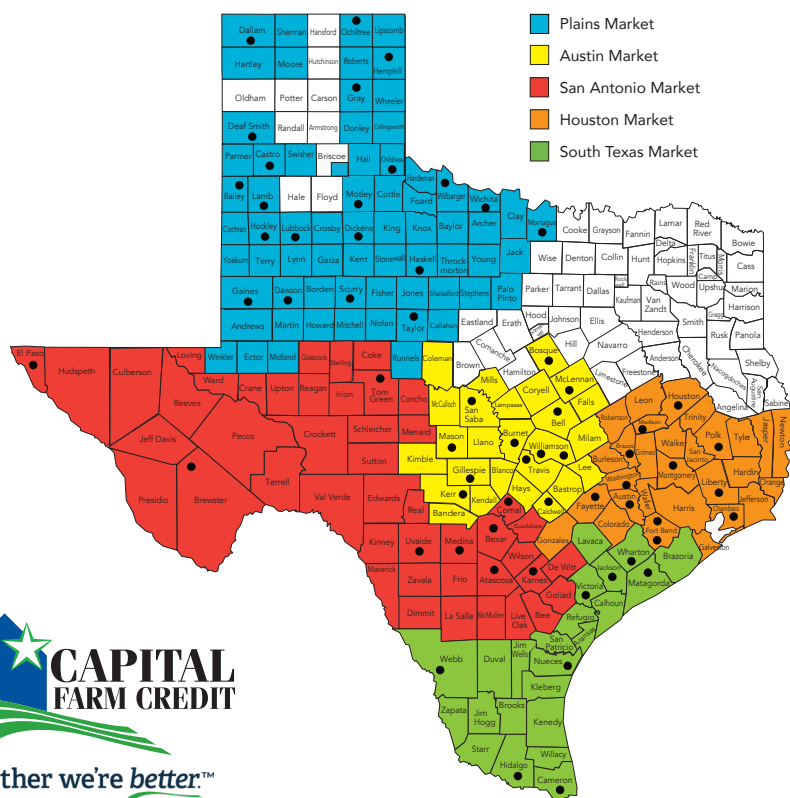 Plains Market
Austin Market
San Antonio Market
Houston Market
South Texas Market
Dallam Sherman Hansford Ochiltree Lipscomb
Hartley Moore Hutchinson Roberts Hemphill
Oldham Potter Carson Gray Wheeler
Deaf Smith Randall Armstrong Donley Collingsworth
Parmer Castro Swisher Briscoe Hall Childress
Hardeman
Bailey Lamb Hale Floyd Motley Cottle Foard Wilbarger Wichita
Cochran Hockley Lubbock Crosby Dickens King Knox Baylor Archer Clay Montague Cooke Grayson Fannin Lamar Red River Bowie
Delta Franklin Titus Morris Cass
Yoakum Terry Lynn Garza Kent Stonewall Haskell Throck-morton Young Jack Wise Denton Collin Hunt Hopkins Camp
Rock wall Rains Wood Upshur Marion
Gaines Dawson Borden Scurry Fisher Jones Shackelford Stephens Palo Pinto Parker Tarrant Dallas Kaufman Van Zandt Gregg Harrison
Andrews Martin Howard Mitchell Nolan Taylor Callahan Eastland Erath Hood Johnson Ellis Henderson Smith Rusk Panola
El Paso Hudspeth Culberson Loving Winkler Ector Midland Glasscock Sterling Coke Runnels Coleman Brown Comanche Hamilton Bosque Hill Navarro Freestone Anderson Cherokee Nacogdoches Shelby San Augustine Sabine
Reeves Ward Crane Upton Reagan Irion Tom Green Concho McCulloch San Saba Mills Lampasas Coryell McLennan Falls Limestone Leon Houston Angelina
Jeff Davis Pecos Crockett Schleicher Menard Mason Llano Burnet Bell Milam Robertson Madison Trinity Polk Tyler Jasper Newton
Presidio Brewster Terrell Val Verde Sutton Kimble Gillespie Blanco Williamson Travis Lee Burleson Brazos Grimes Walker San Jacinto Hardin Orange
Edwards Real Kerr Kendall Bandera Hays Comal Caldwell Bastrop Fayette Washington Austin Waller Montgomery Liberty Jefferson Chambers
Kinney Uvalde Medina Bexar Guadalupe Gonzales Lavaca Colorado Fort Bend Harris Galveston
Maverick Zavala Frio Atascosa Wilson Karnes De Witt Victoria Jackson Wharton Matagorda Brazoria
Dimmit La Salle McMullen Live Oak Bee Goliad Refugio Calhoun Aransas
Webb Duval Jim Wells San Patricio Nueces
Zapata Jim Hogg Brooks Kleberg Kenedy
Starr Hidalgo Willacy Cameron
CAPITAL
FARM CREDIT
ther we're better.™